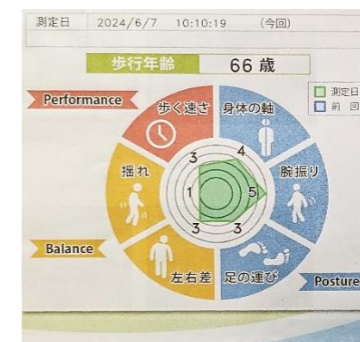 測定日 2024/6/7 10:10:19 (今回)
歩行年齢 66 歳
Performance
測定日
前 回
歩く速さ 身体の軸
3 4
揺れ 腕振り
1 5
3 3
Balance
左右差 足の運び
Posture